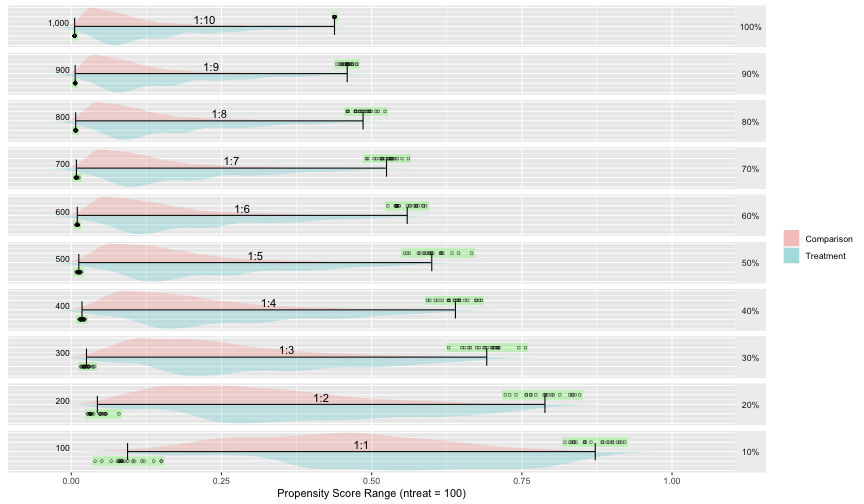 1,000 1:10 100%
900 1:9 90%
800 1:8 80%
700 1:7 70%
600 1:6 60%
500 1:5 50%
400 1:4 40%
300 1:3 30%
200 1:2 20%
100 1:1 10%
0.00 0.25 0.50 0.75 1.00
Propensity Score Range (ntreat = 100)
Comparison
Treatment